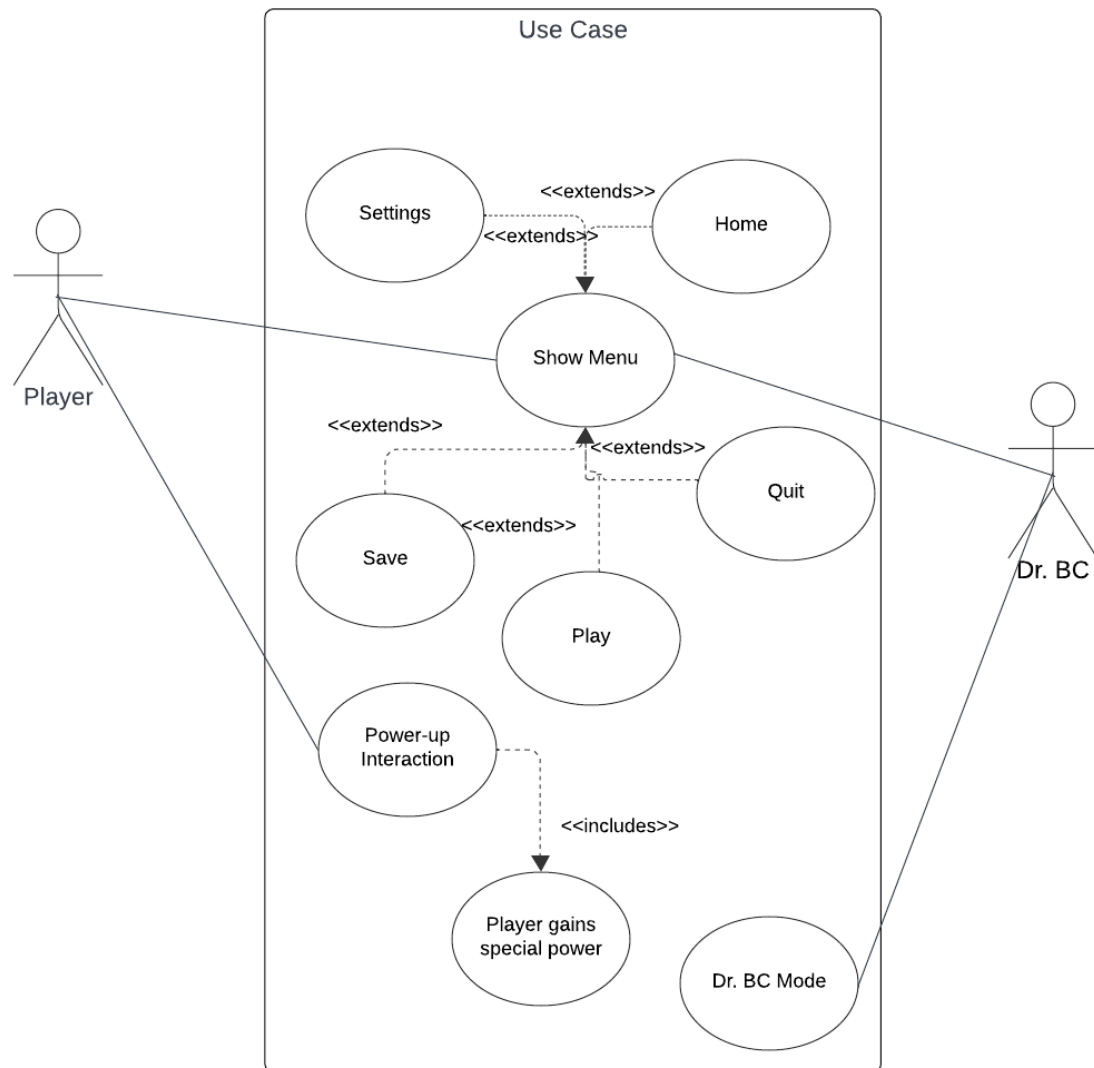 Use Case
<<extends>>
Settings
Home
<<extends>>
Show Menu
Player
<<extends>>
<<extends>>
Quit
<<extends>>
Save
Dr. BC
Play
Power-up
Interaction
<<includes>>
Player gains
special power
Dr. BC Mode